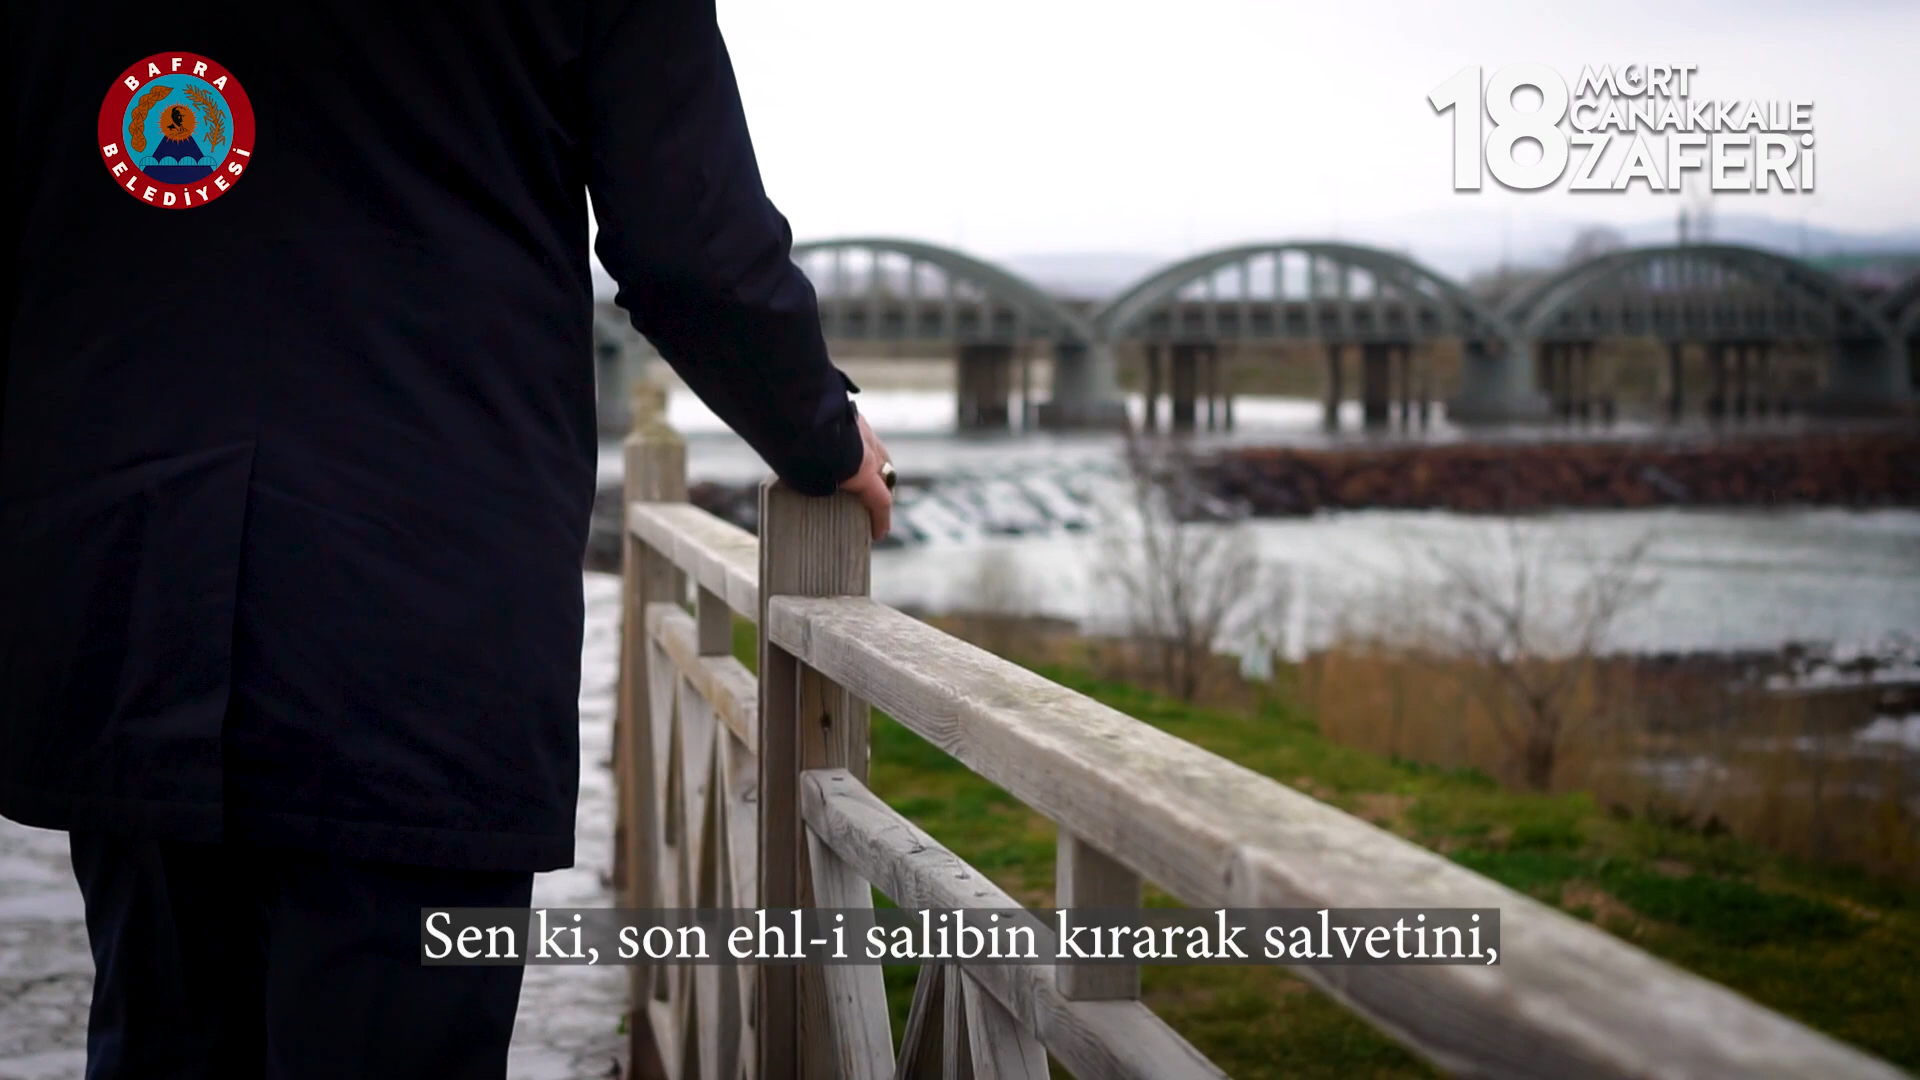 BAFRA
BELEDİYESİ
18 MART
ÇANAKKALE
ZAFERİ
Sen ki, son ehl-i salibin kırarak salvetini,